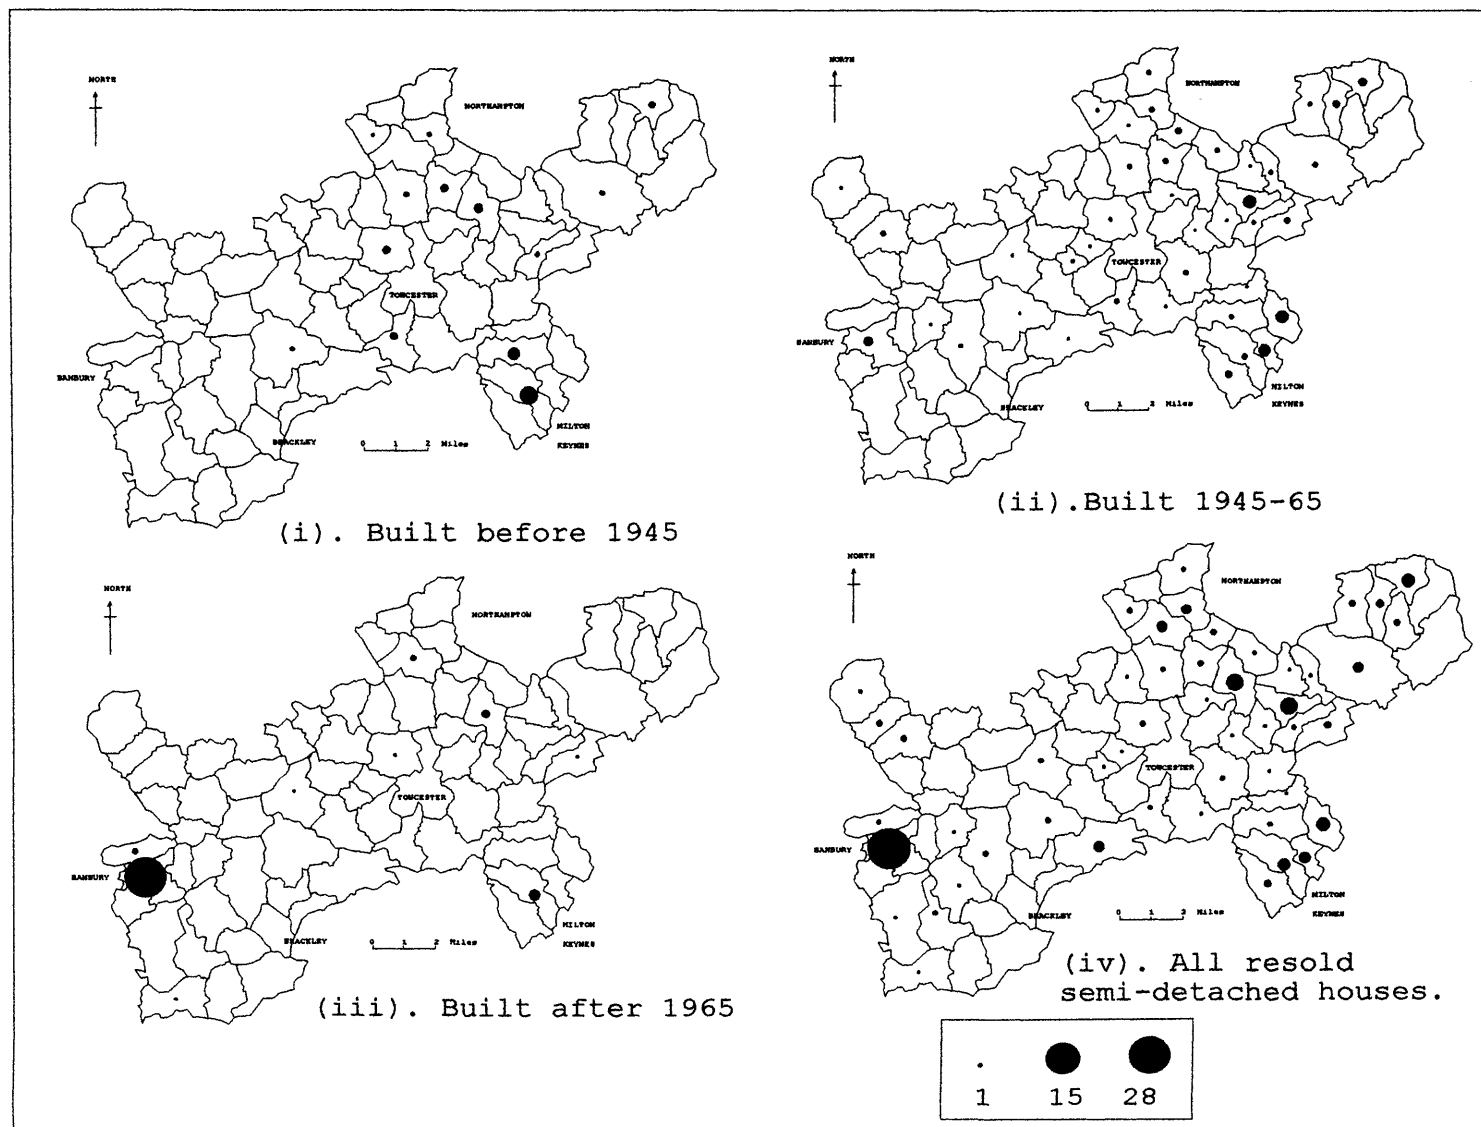 NORTH
NORTHAMPTON
TOWCESTER
BANBURY
BRACKLEY
0 1 2 Miles
MILTON
KEYNES
(i). Built before 1945
NORTH
NORTHAMPTON
TOWCESTER
BANBURY
BRACKLEY
0 1 2 Miles
MILTON
KEYNES
(ii).Built 1945-65
NORTH
NORTHAMPTON
TOWCESTER
BANBURY
BRACKLEY
0 1 2 Miles
MILTON
KEYNES
(iii). Built after 1965
NORTH
NORTHAMPTON
TOWCESTER
BANBURY
BRACKLEY
0 1 2 Miles
MILTON
KEYNES
(iv). All resold
semi-detached houses.
1 15 28